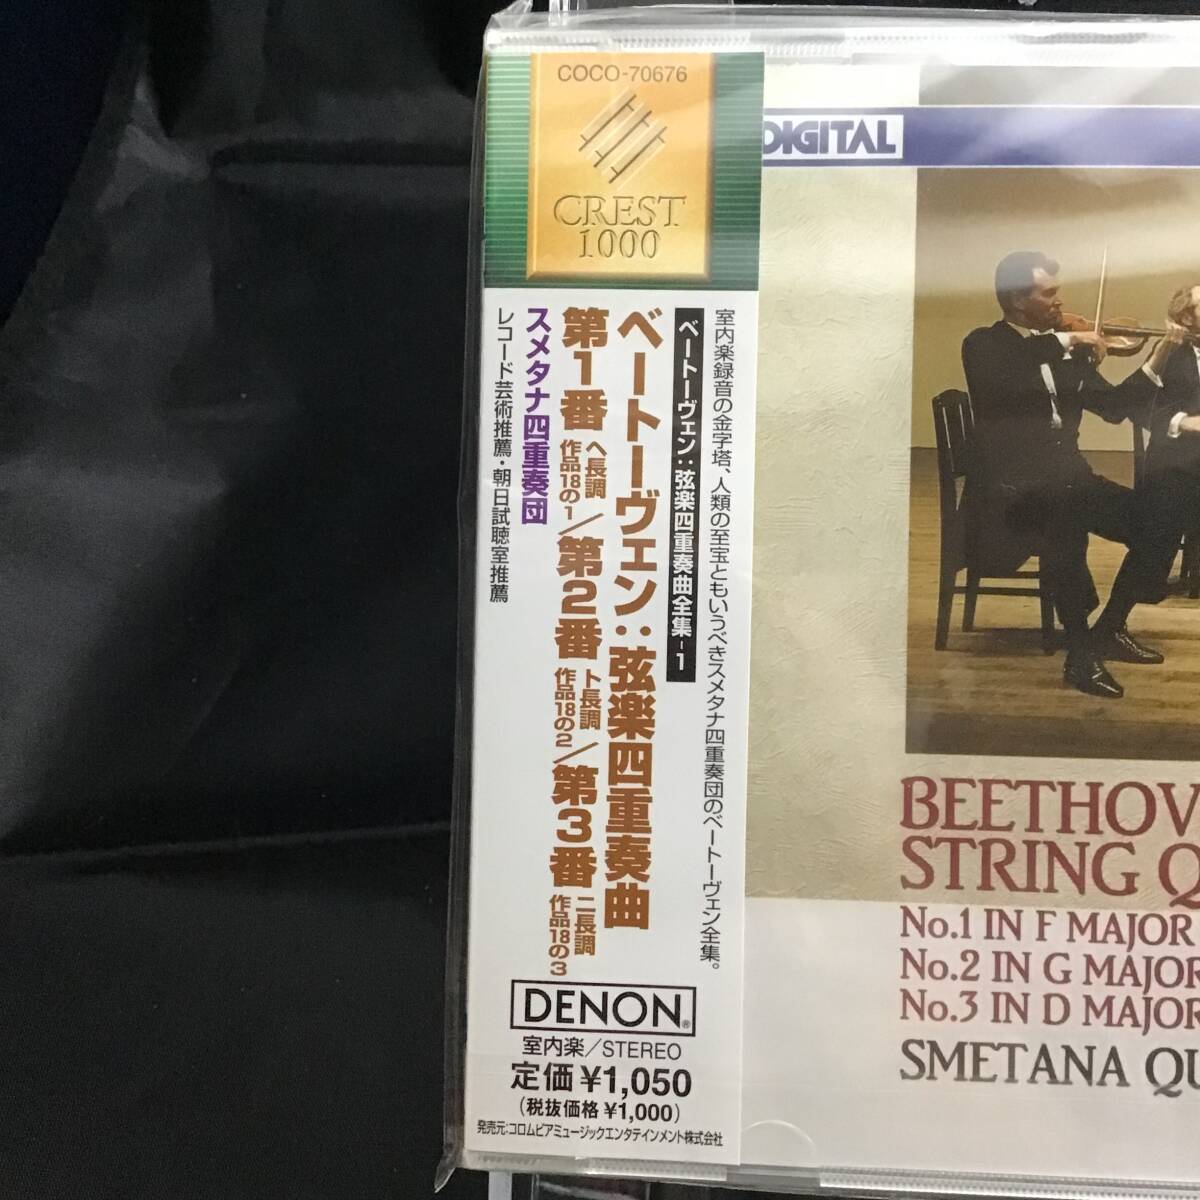 COCO-70676
CREST
1000
室内楽録音の金字塔、人類の至宝ともいうべきスメタナ四重奏団のベートーヴェン全集。
ベートーヴェン:弦楽四重奏曲全集-1
ベートーヴェン:弦楽四重奏曲
第1番 ヘ長調 作品18の1/第2番 ト長調 作品18の2/第3番 ニ長調 作品18の3
スメタナ四重奏団
レコード芸術推薦・朝日試聴室推薦
DENON®
室内楽/STEREO
定価¥1,050
(税抜価格¥1,000)
発売元:コロムビアミュージックエンタテインメント株式会社
DIGITAL
BEETHOV
STRING Q
No.1 IN F MAJOR
No.2 IN G MAJOR
No.3 IN D MAJOR
SMETANA QU